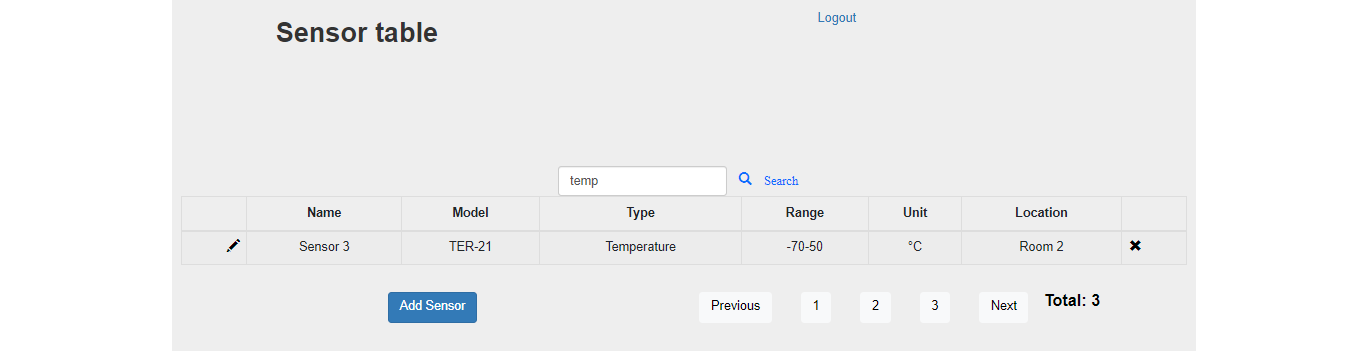 Logout
Sensor table
temp Search
Name Model Type Range Unit Location
Sensor 3 TER-21 Temperature -70-50 °C Room 2
Add Sensor Previous 1 2 3 Next Total: 3